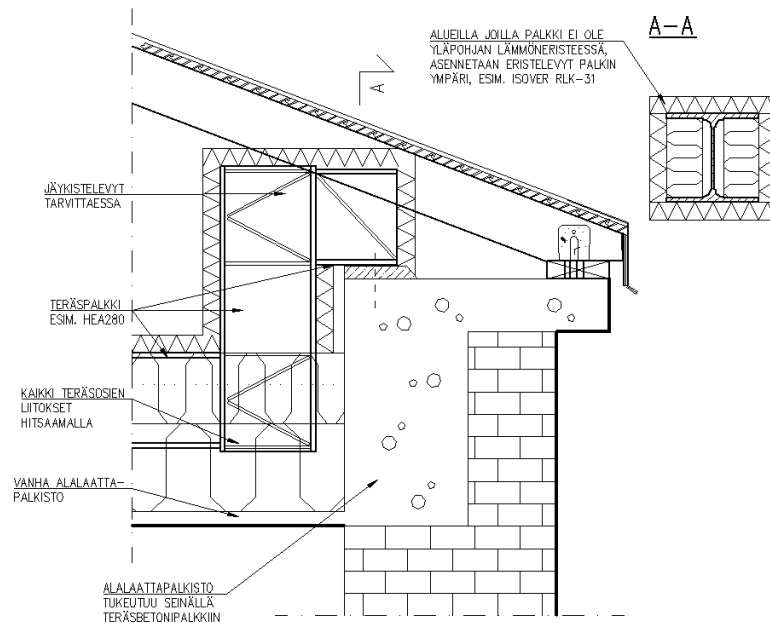 ALUEILLA JOILLA PALKKI EI OLE
YLÄPOHJAN LÄMMÖNERISTEESSÄ,
ASENNETAAN ERISTELEVYT PALKIN
YMPÄRI, ESIM. ISOVER RLK-31
A-A
A
JÄYKISTELEVYT
TARVITTAESSA
TERÄSPALKKI
ESIM. HEA280
KAIKKI TERÄSOSIEN
LIITOKSET
HITSAAMALLA
VANHA ALALAATTA-
PALKISTO
ALALAATTAPALKISTO
TUKEUTUU SEINÄLLÄ
TERÄSBETONIPALKKIIN